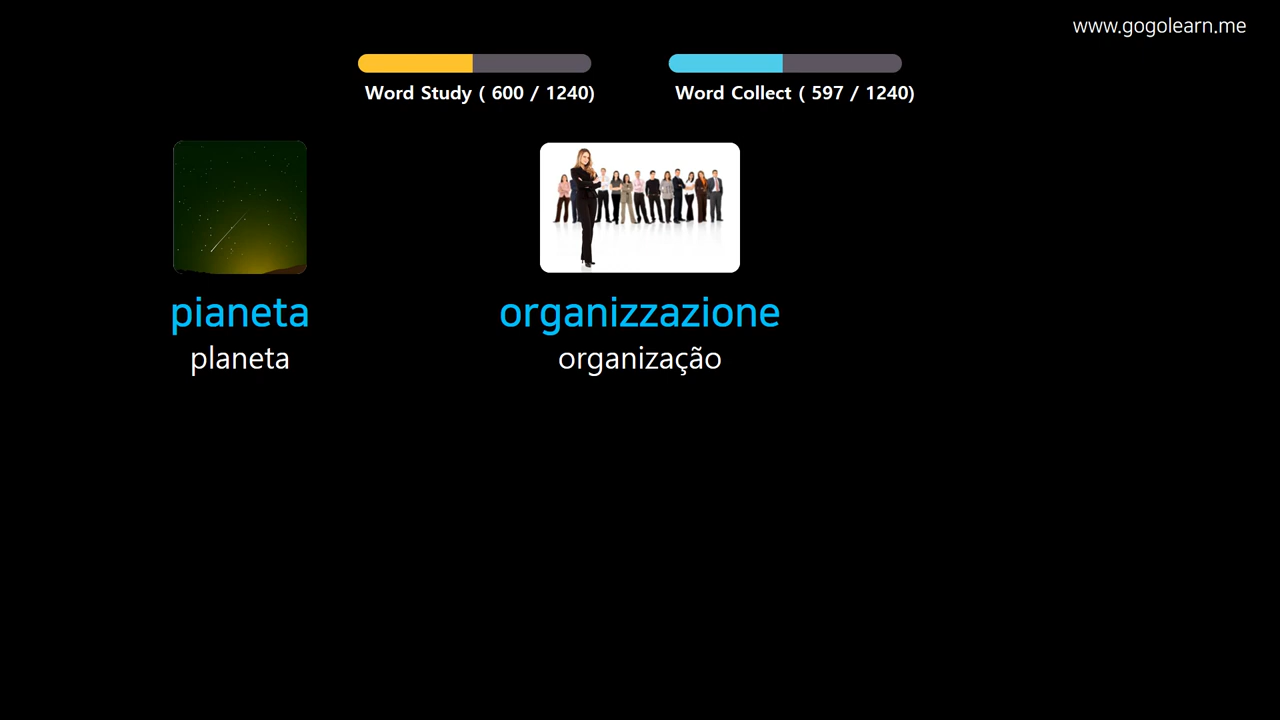 www.gogolearn.me
Word Study ( 600 / 1240)
Word Collect ( 597 / 1240)
pianeta
planeta
organizzazione
organização